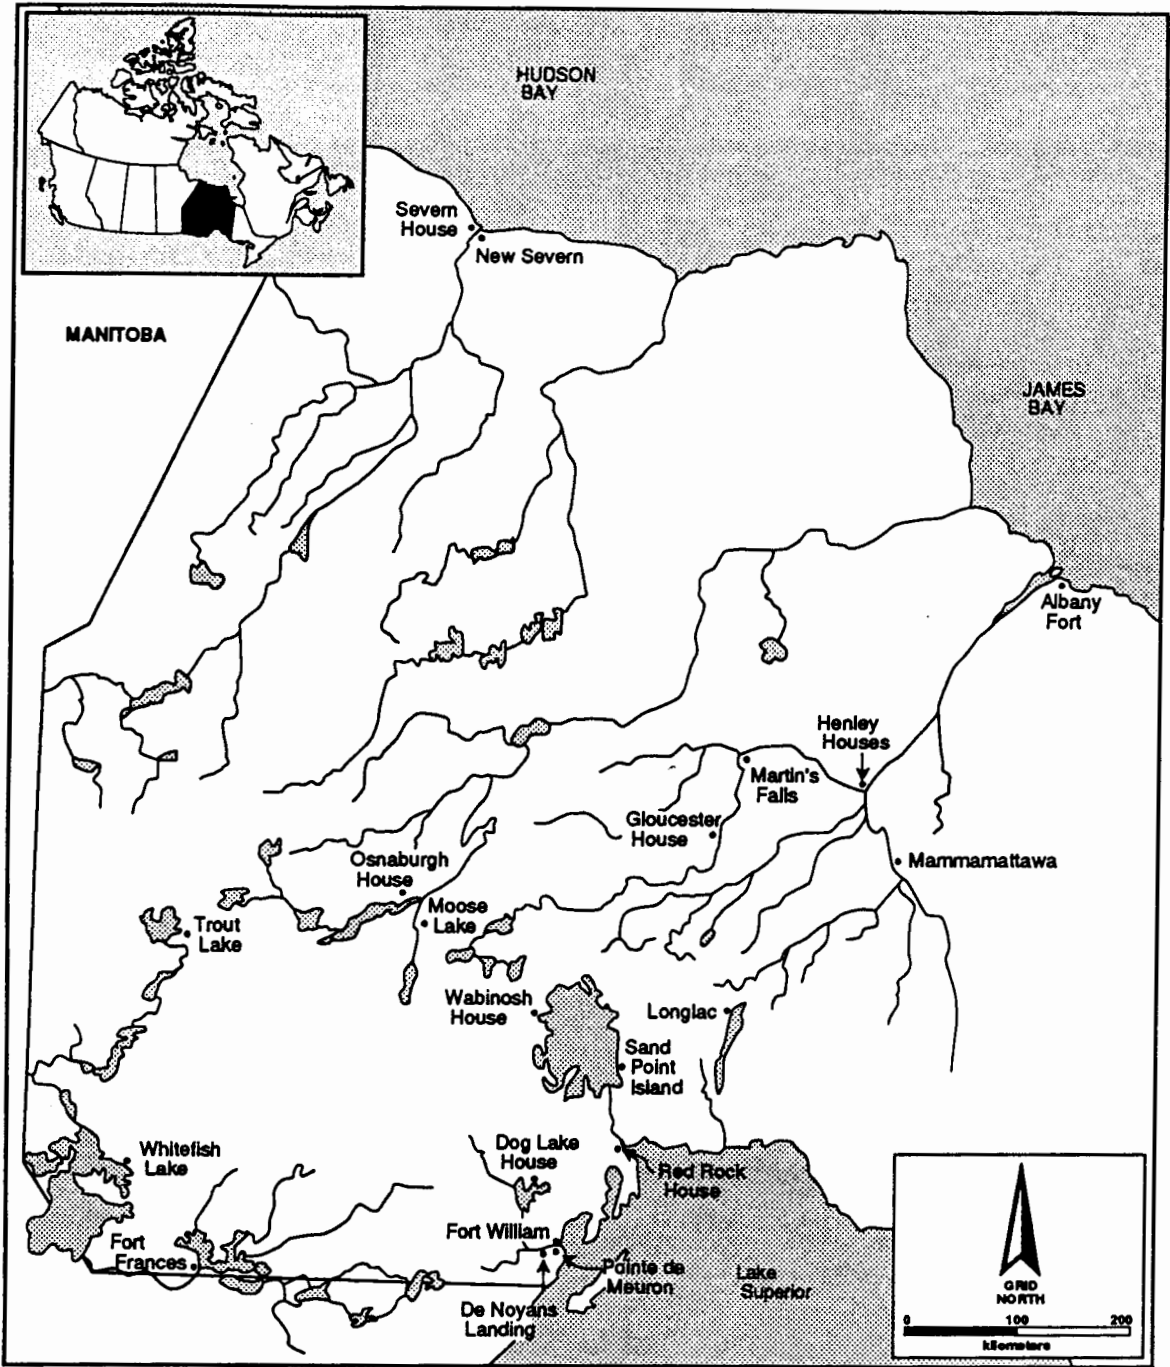 HUDSON
BAY
Severn
House
New Severn
MANITOBA
JAMES
BAY
Albany
Fort
Henley
Houses
Martin's
Falls
Gloucester
House
Mammamattawa
Osnaburgh
House
Moose
Lake
Trout
Lake
Wabinosh
House
Longlac
Sand
Point
Island
Whitefish
Lake
Dog Lake
House
Red Rock
House
Fort William
Fort
Frances
Pointe de
Meuron
Lake
Superior
De Noyans
Landing
GRID
NORTH
0 100 200
kilometers